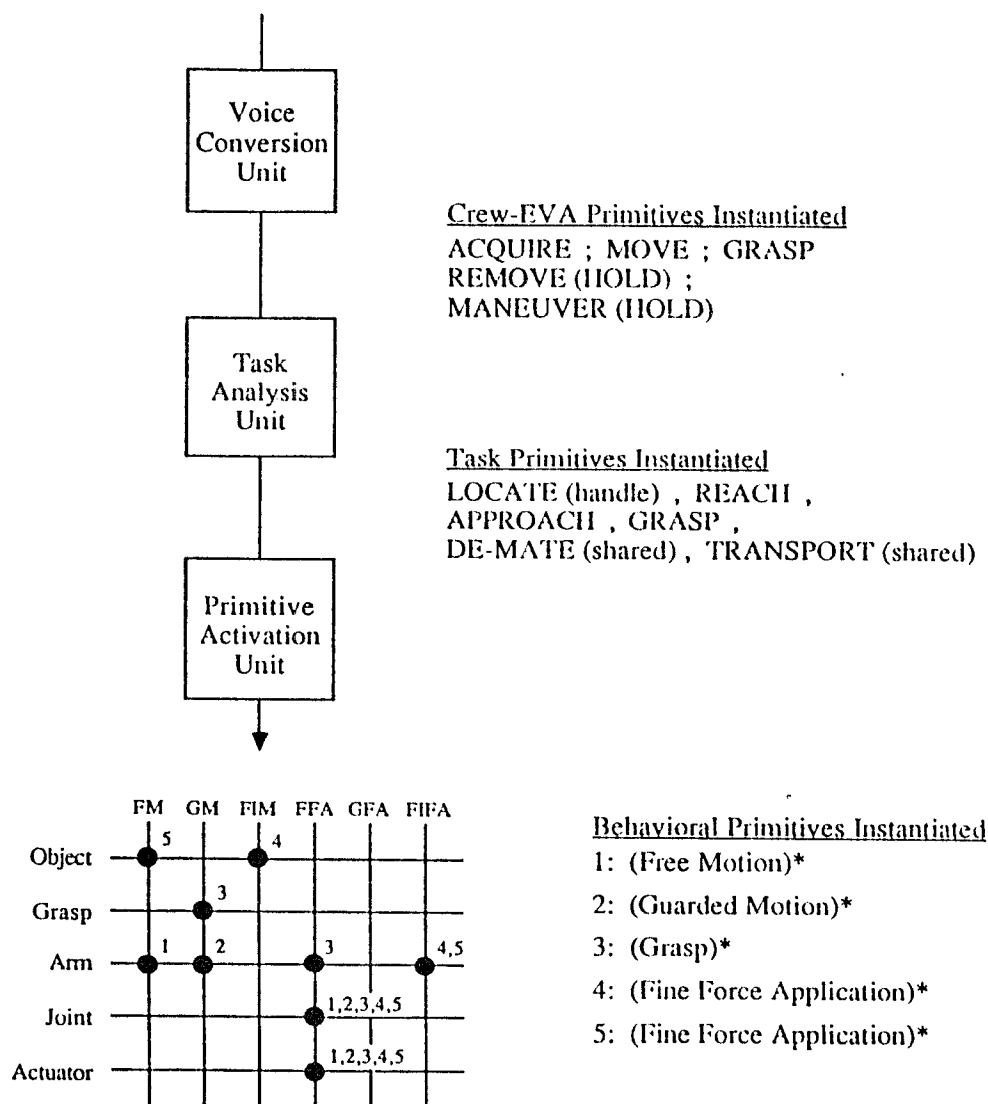 Voice
Conversion
Unit
Crew-EVA Primitives Instantiated
ACQUIRE ; MOVE ; GRASP
REMOVE (HOLD) ;
MANEUVER (HOLD)
Task
Analysis
Unit
Task Primitives Instantiated
LOCATE (handle) , REACH ,
APPROACH , GRASP ,
DE-MATE (shared) , TRANSPORT (shared)
Primitive
Activation
Unit
FM GM FIM FFA GFA FIFA
Object 5 4
Grasp 3
Arm 1 2 3 4,5
Joint 1,2,3,4,5
Actuator 1,2,3,4,5
Behavioral Primitives Instantiated
1: (Free Motion)*
2: (Guarded Motion)*
3: (Grasp)*
4: (Fine Force Application)*
5: (Fine Force Application)*